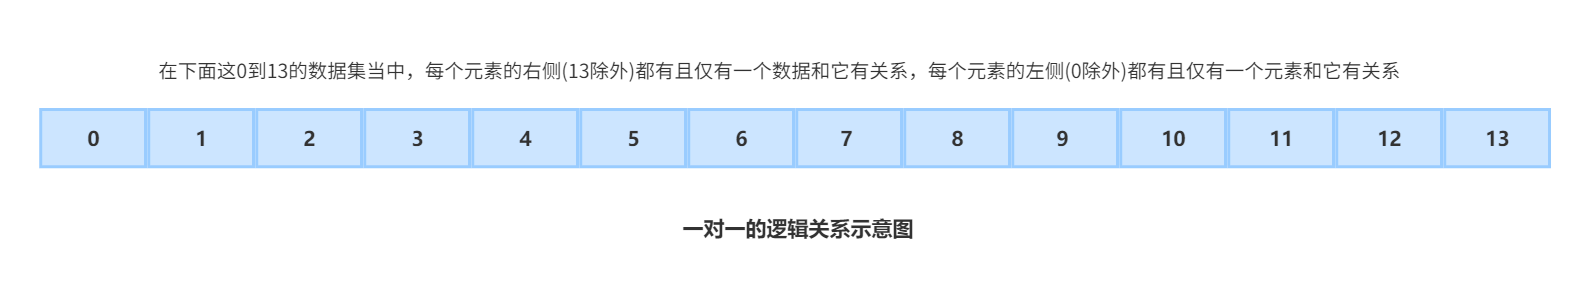 在下面这0到13的数据集当中，每个元素的右侧(13除外)都有且仅有一个数据和它有关系，每个元素的左侧(0除外)都有且仅有一个元素和它有关系
0 1 2 3 4 5 6 7 8 9 10 11 12 13
一对一的逻辑关系示意图